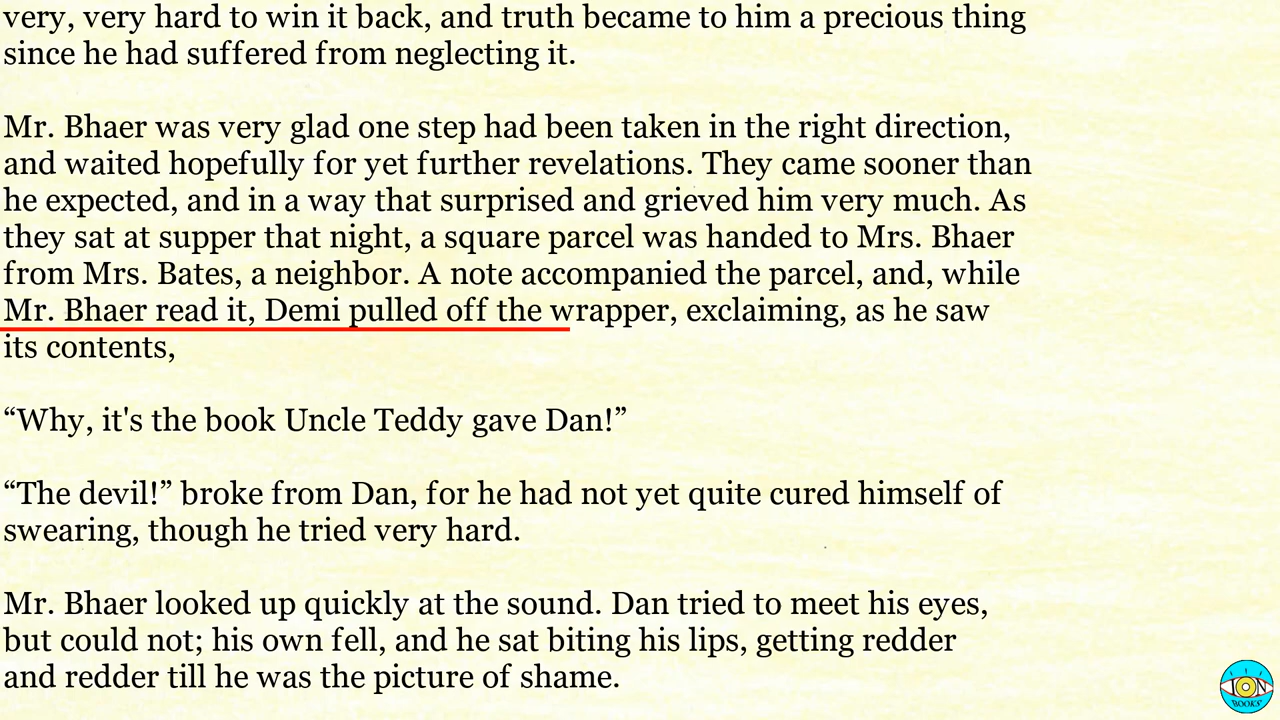 very, very hard to win it back, and truth became to him a precious thing
since he had suffered from neglecting it.
Mr. Bhaer was very glad one step had been taken in the right direction,
and waited hopefully for yet further revelations. They came sooner than
he expected, and in a way that surprised and grieved him very much. As
they sat at supper that night, a square parcel was handed to Mrs. Bhaer
from Mrs. Bates, a neighbor. A note accompanied the parcel, and, while
Mr. Bhaer read it, Demi pulled off the wrapper, exclaiming, as he saw
its contents,
“Why, it's the book Uncle Teddy gave Dan!”
“The devil!” broke from Dan, for he had not yet quite cured himself of
swearing, though he tried very hard.
Mr. Bhaer looked up quickly at the sound. Dan tried to meet his eyes,
but could not; his own fell, and he sat biting his lips, getting redder
and redder till he was the picture of shame.
ION
BOOKS